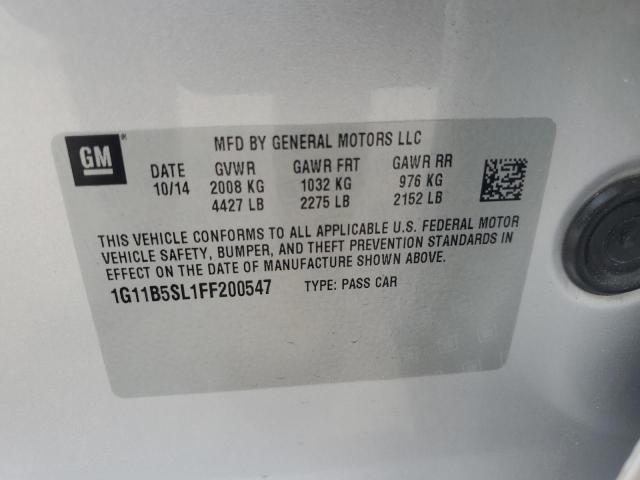 GM
MFD BY GENERAL MOTORS LLC
DATE GVWR GAWR FRT GAWR RR
10/14 2008 KG 1032 KG 976 KG
4427 LB 2275 LB 2152 LB
THIS VEHICLE CONFORMS TO ALL APPLICABLE U.S. FEDERAL MOTOR
VEHICLE SAFETY, BUMPER, AND THEFT PREVENTION STANDARDS IN
EFFECT ON THE DATE OF MANUFACTURE SHOWN ABOVE.
1G11B5SL1FF200547 TYPE: PASS CAR